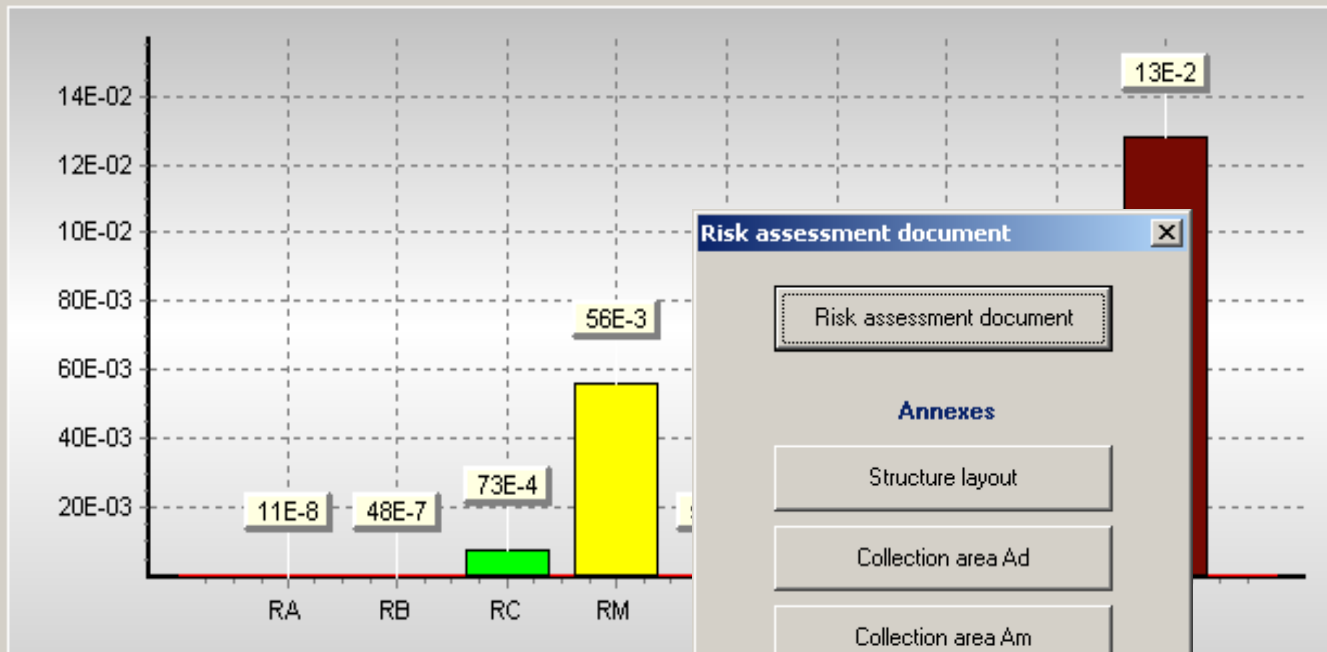 13E-2
14E-02
12E-02
10E-02
80E-03
60E-03
40E-03
20E-03
56E-3
73E-4
11E-8
48E-7
RA
RB
RC
RM
Risk assessment document
Risk assessment document
Annexes
Structure layout
Collection area Ad
Collection area Am